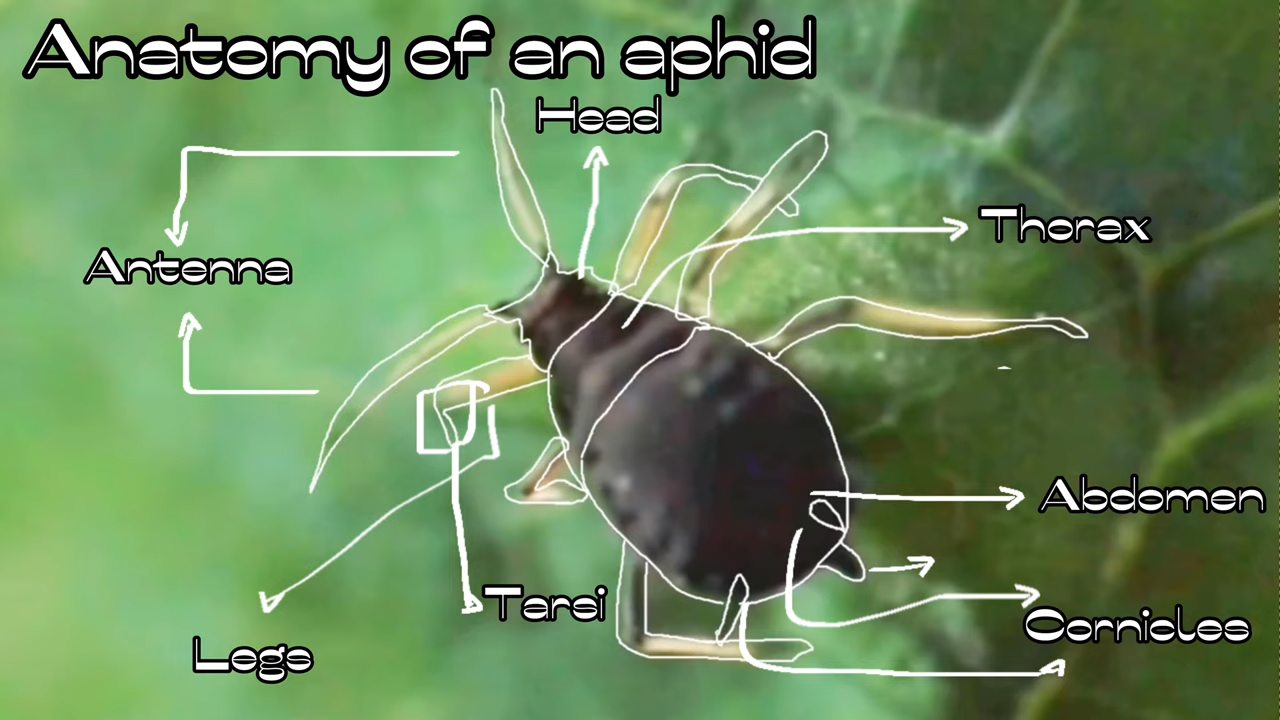 Anatomy of an aphid
Head
Thorax
Antenna
Abdomen
Tarsi
Cornicles
Legs